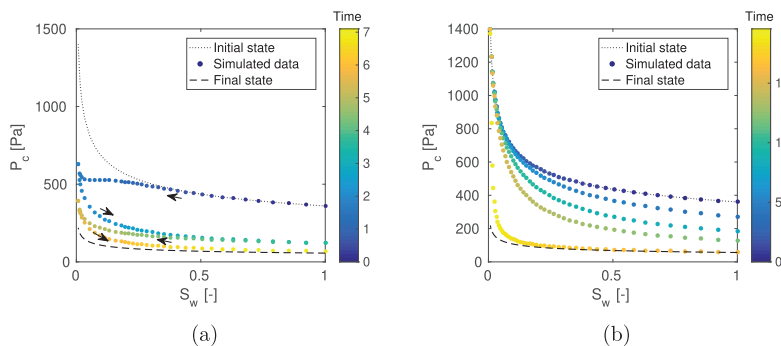 Time
1500
Initial state
Simulated data
Final state
1000
500
0
P_c [Pa]
0
0.5
1
S_w [-]
7
6
5
4
3
2
1
0
(a)
Time
1400
Initial state
Simulated data
Final state
1200
1000
800
600
400
200
0
P_c [Pa]
0
0.5
1
S_w [-]
1
1
5
0
(b)